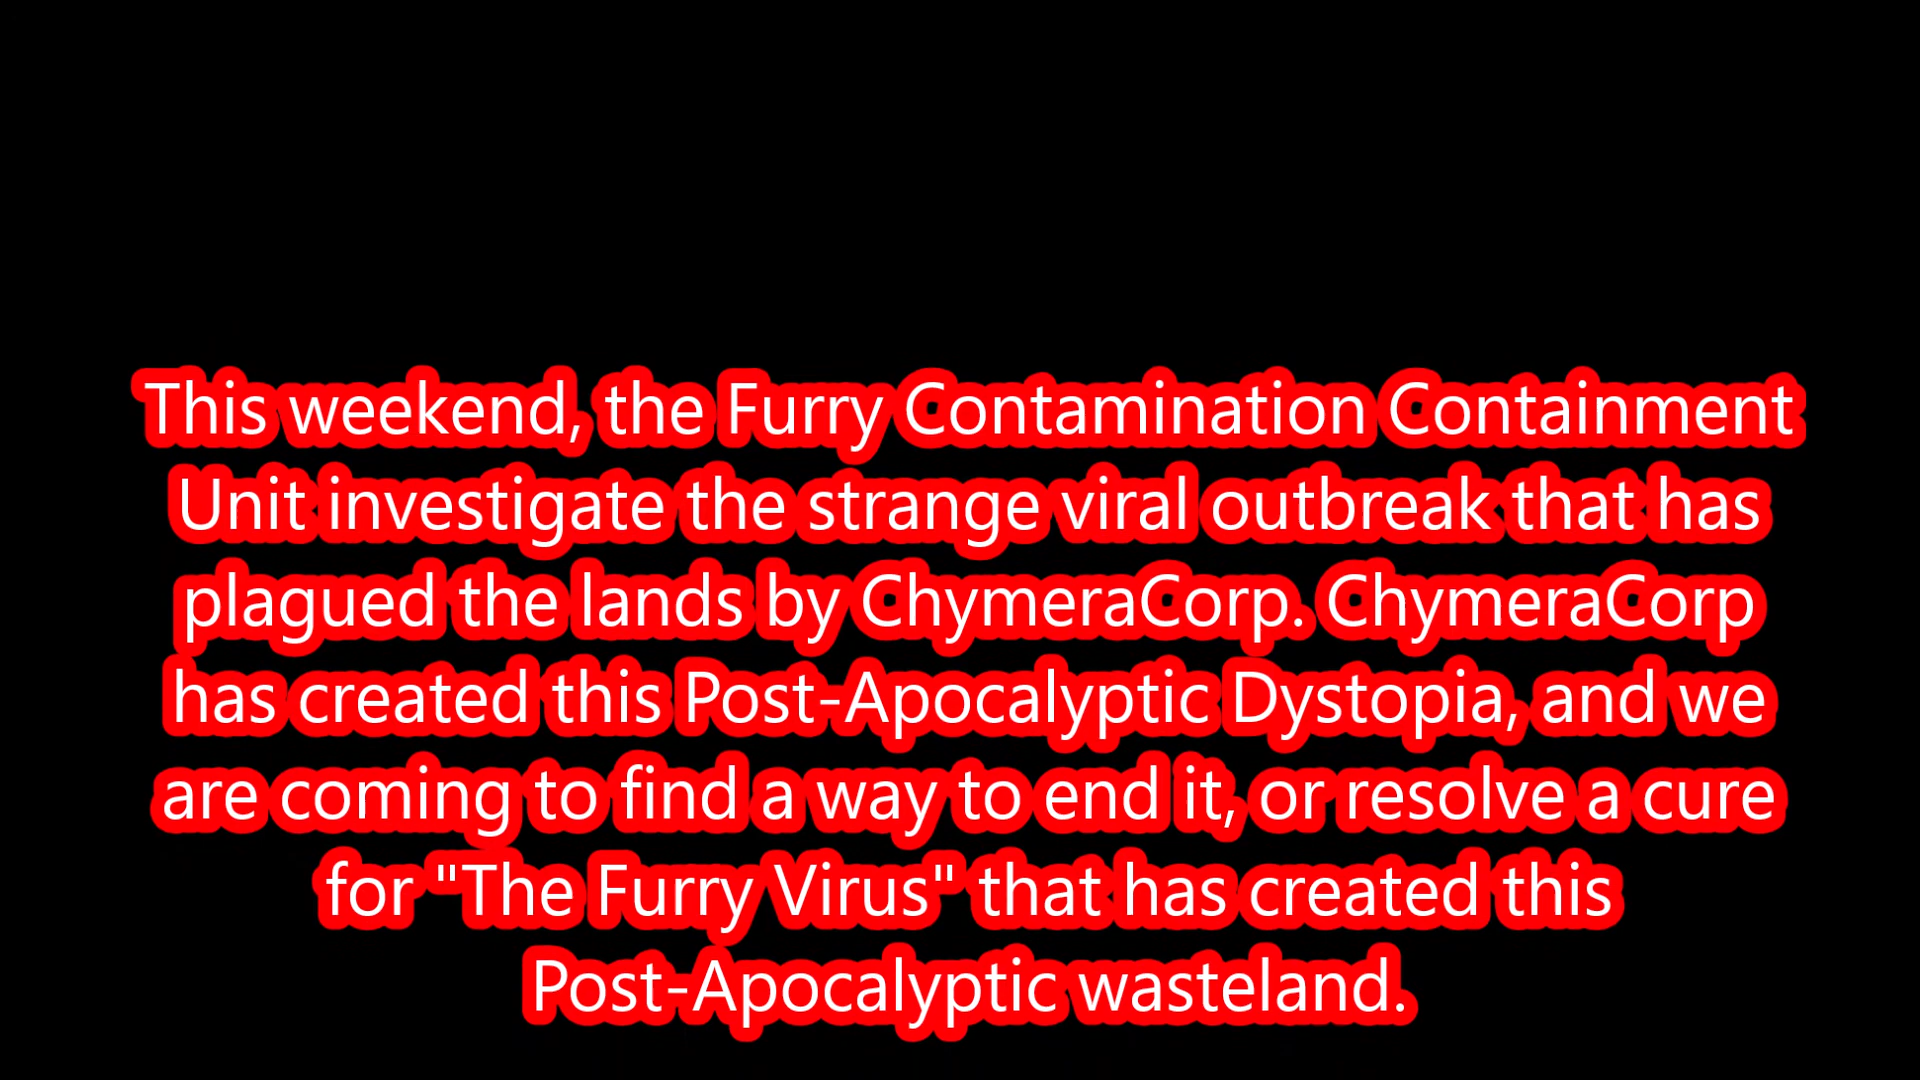 This weekend, the Furry Contamination Containment
Unit investigate the strange viral outbreak that has
plagued the lands by ChymeraCorp. ChymeraCorp
has created this Post-Apocalyptic Dystopia, and we
are coming to find a way to end it, or resolve a cure
for "The Furry Virus" that has created this
Post-Apocalyptic wasteland.